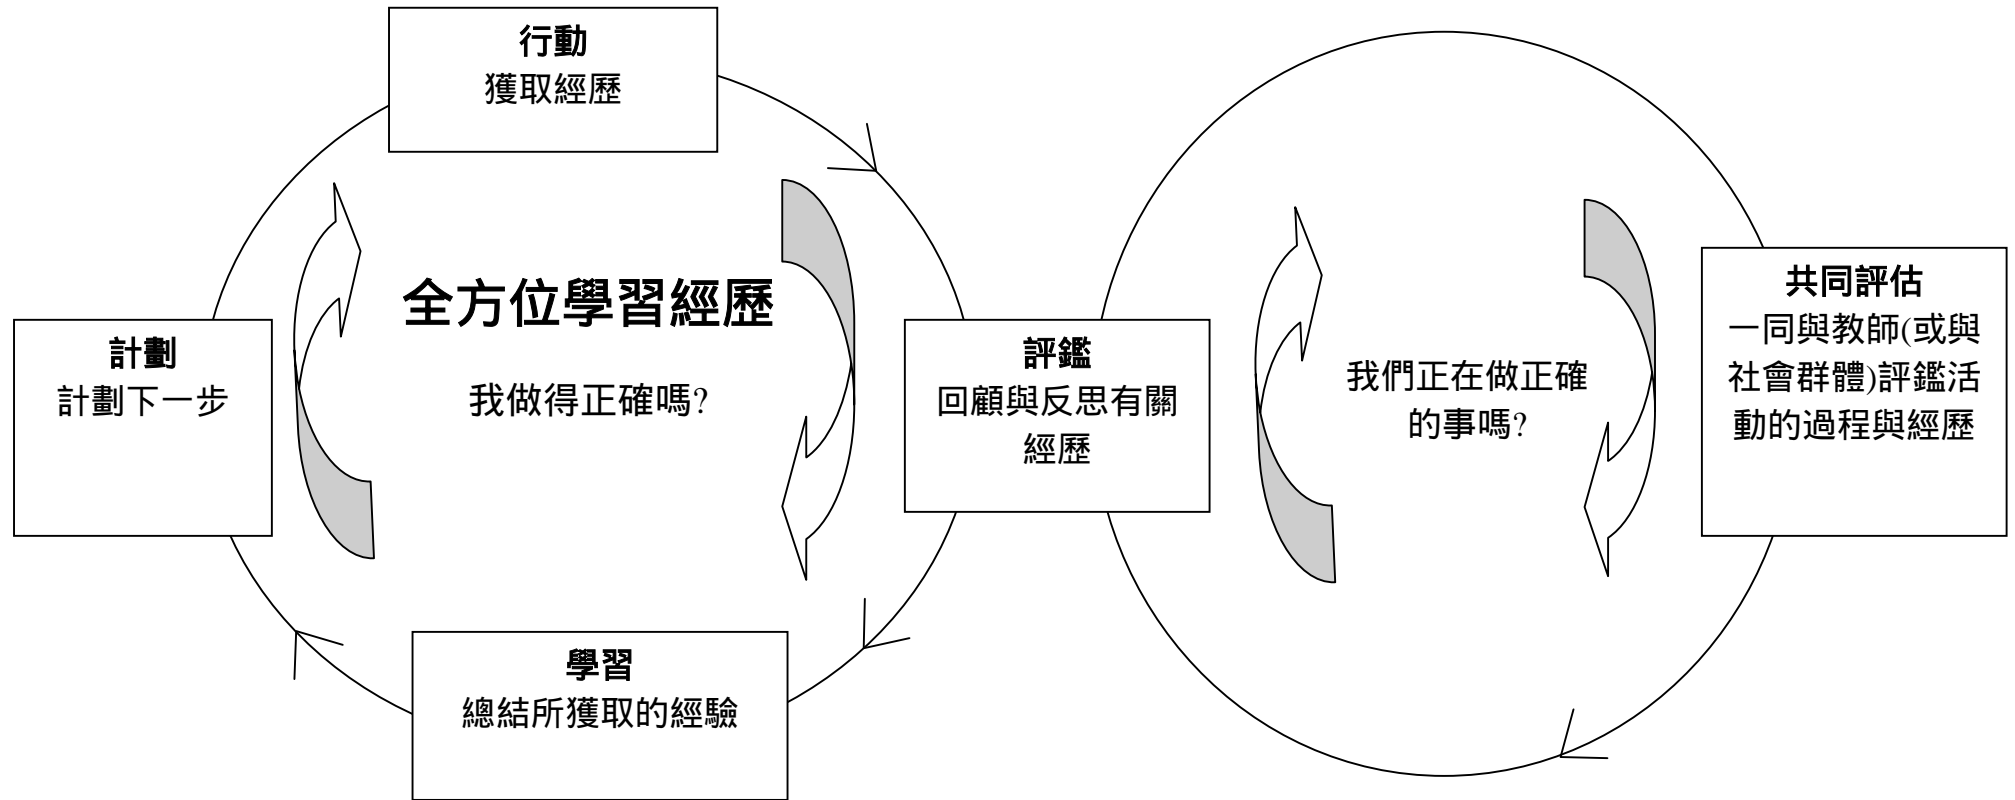 行動
獲取經歷
全方位學習經歷
我做得正確嗎?
計劃
計劃下一步
評鑑
回顧與反思有關
經歷
學習
總結所獲取的經驗
我們正在做正確
的事嗎?
共同評估
一同與教師(或與
社會群體)評鑑活
動的過程與經歷